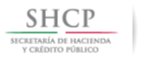 SHCP
SECRETARÍA DE HACIENDA
Y CRÉDITO PÚBLICO